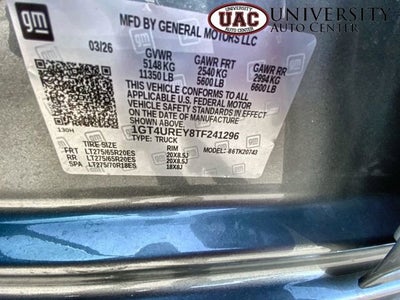 gm
UAC UNIVERSITY
AUTO CENTER
MFD BY GENERAL MOTORS LLC
03/26 GVWR GAWR FRT GAWR RR
5148 KG 2540 KG 2994 KG
11350 LB 5600 LB 6600 LB
THIS VEHICLE CONFORMS TO ALL
APPLICABLE U.S. FEDERAL MOTOR
VEHICLE SAFETY STANDARDS IN EFFECT
ON THE DATE OF MANUFACTURE SHOWN ABOVE.
1GT4UREY8TF241296
130H TYPE: TRUCK
TIRE SIZE RIM MODEL: 86TK20743
FRT LT275/65R20ES 20X8.5J
RR LT275/65R20ES 20X8.5J
SPA LT275/70R18ES 18X8J